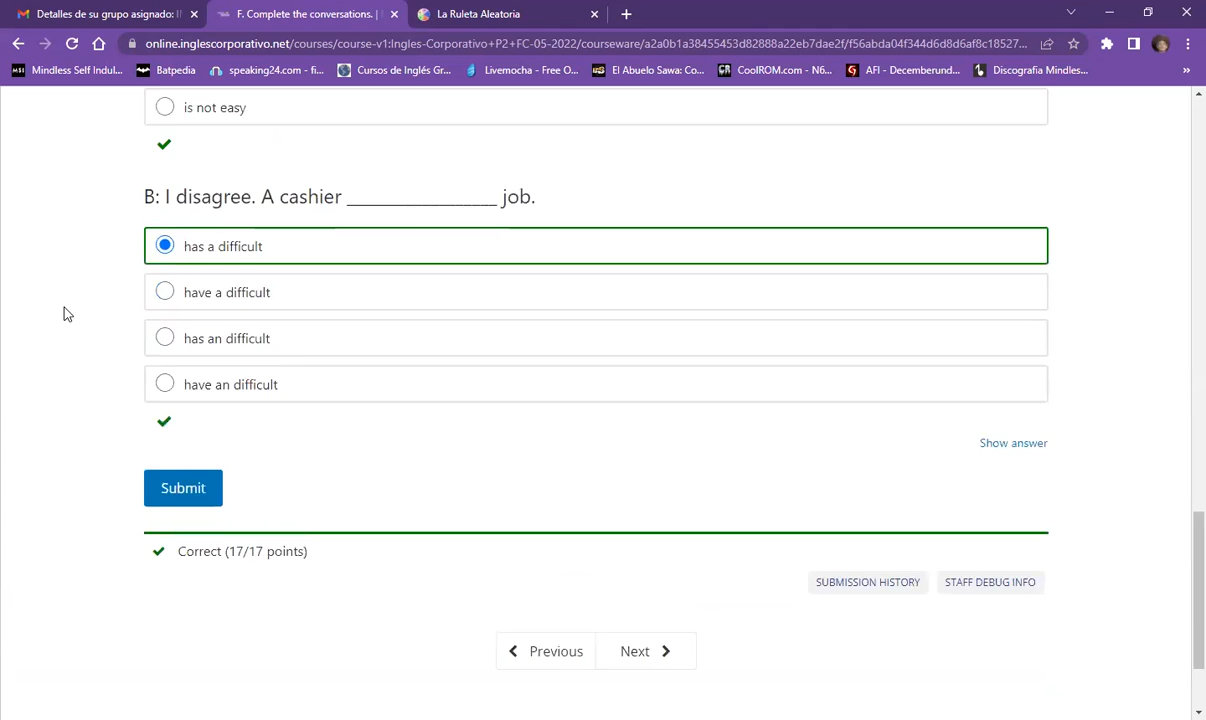 Detalles de su grupo asignado: II
F. Complete the conversations. |
La Ruleta Aleatoria
online.inglescorporativo.net/courses/course-v1:Ingles-Corporativo+P2+FC-05-2022/courseware/a2a0b1a38455453d82888a22eb7dae2f/f56abda04f344d6d8d6af8c18527...
Mindless Self Indul...
Batpedia
speaking24.com - fi...
Cursos de Inglés Gr...
Livemocha - Free O...
El Abuelo Sawa: Co...
CoolROM.com - N6...
AFI - Decemberund...
Discografia Mindles...
is not easy
B: I disagree. A cashier _________________ job.
has a difficult
have a difficult
has an difficult
have an difficult
Show answer
Submit
Correct (17/17 points)
SUBMISSION HISTORY
STAFF DEBUG INFO
Previous
Next